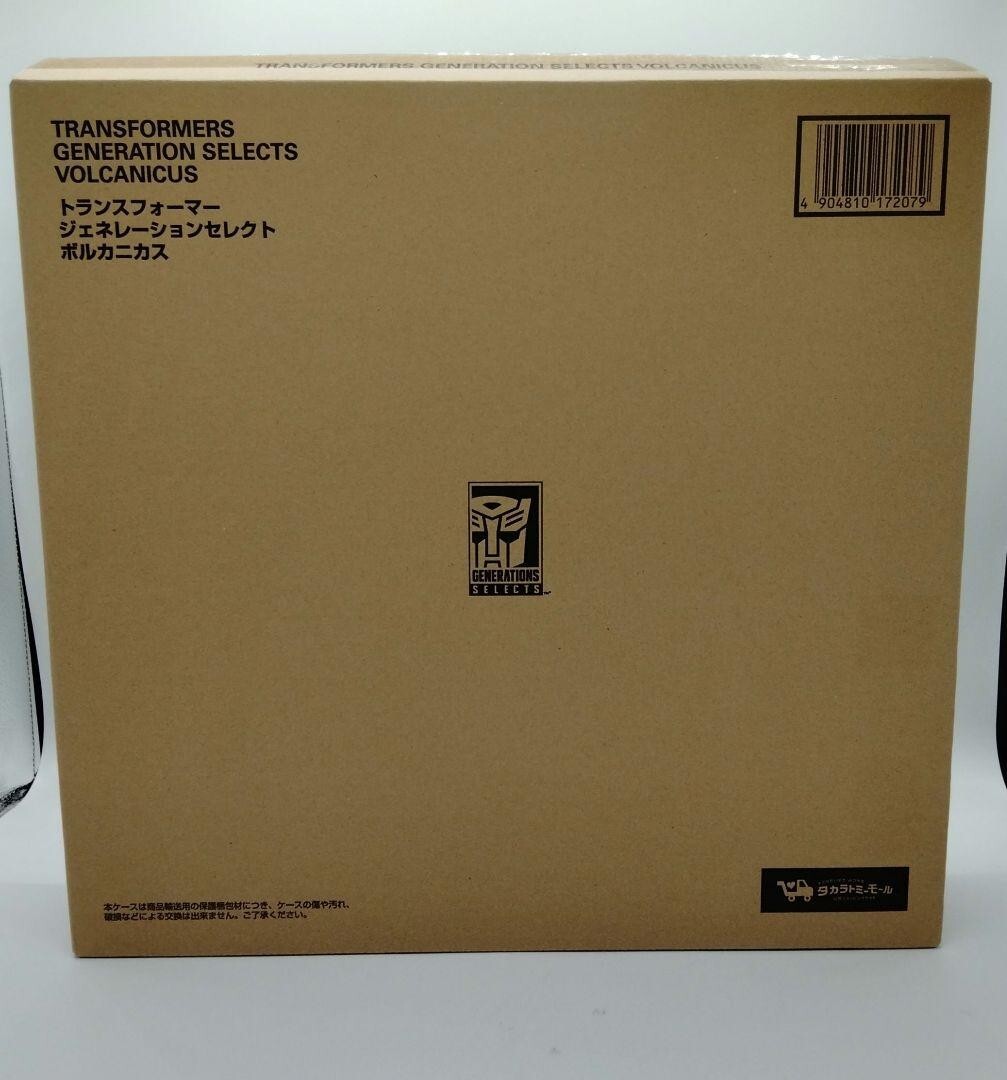 TRANSFORMERS GENERATION SELECTS VOLCANICUS
TRANSFORMERS
GENERATION SELECTS
VOLCANICUS
トランスフォーマー
ジェネレーションセレクト
ボルカニカス
4 904810 172079
GENERATIONS
SELECTS
タカラトミーモール
本ケースは商品輸送用の保護梱包材につき、ケースの傷や汚れ、
破損などによる交換は出来ません。ご了承ください。